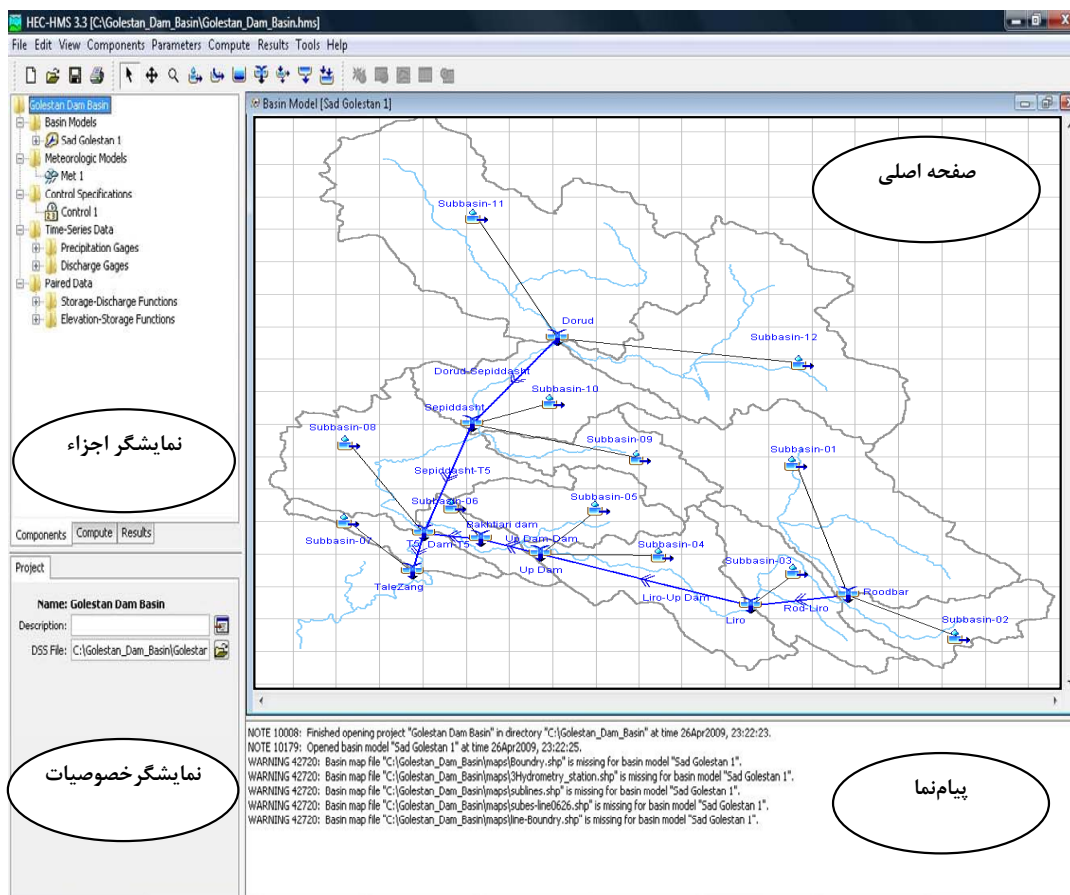 HEC-HMS 3.3 [C:\Golestan_Dam_Basin\Golestan_Dam_Basin.hms]
File Edit View Components Parameters Compute Results Tools Help
Golestan Dam Basin
Basin Models
Sad Golestan 1
Meteorologic Models
Met 1
Control Specifications
Control 1
Time-Series Data
Precipitation Gages
Discharge Gages
Paired Data
Storage-Discharge Functions
Elevation-Storage Functions
نمایشگر اجزاء
Components Compute Results
Project
Name: Golestan Dam Basin
Description:
DSS File: C:\Golestan_Dam_Basin\Golestar
نمایشگر خصوصیات
Basin Model [Sad Golestan 1]
صفحه اصلی
Subbasin-11
Dorud
Subbasin-12
Dorud-Sepiddasht
Subbasin-10
Sepiddasht
Subbasin-08
Subbasin-09
Subbasin-01
Sepiddasht-T5
Subbasin-06
Subbasin-05
Bakhtiari dam
Subbasin-07
T5
Dam-T5
Up Dam-Dam
Subbasin-04
Up Dam
Subbasin-03
TaleZang
Liro-Up Dam
Roodbar
Rod-Liro
Liro
Subbasin-02
NOTE 10008: Finished opening project "Golestan Dam Basin" in directory "C:\Golestan_Dam_Basin" at time 26Apr2009, 23:22:23.
NOTE 10179: Opened basin model "Sad Golestan 1" at time 26Apr2009, 23:22:25.
WARNING 42720: Basin map file "C:\Golestan_Dam_Basin\maps\Boundry.shp" is missing for basin model "Sad Golestan 1".
WARNING 42720: Basin map file "C:\Golestan_Dam_Basin\maps\3Hydrometry_station.shp" is missing for basin model "Sad Golestan 1".
WARNING 42720: Basin map file "C:\Golestan_Dam_Basin\maps\sublines.shp" is missing for basin model "Sad Golestan 1".
WARNING 42720: Basin map file "C:\Golestan_Dam_Basin\maps\subes-line0626.shp" is missing for basin model "Sad Golestan 1".
WARNING 42720: Basin map file "C:\Golestan_Dam_Basin\maps\line-Boundry.shp" is missing for basin model "Sad Golestan 1".
پیام‌نما